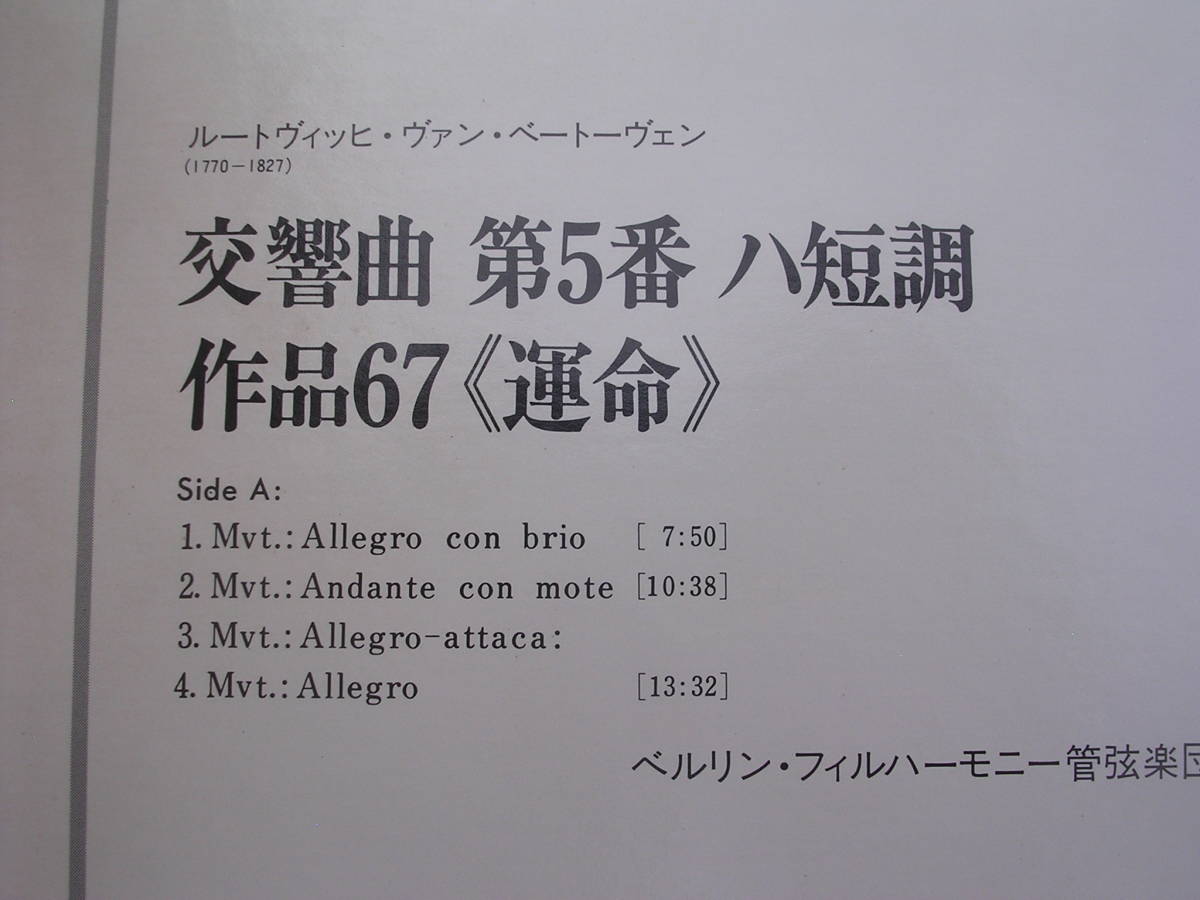 ルートヴィッヒ・ヴァン・ベートーヴェン
(1770－1827)
交響曲 第5番 ハ短調
作品67《運命》
Side A:
1. Mvt.: Allegro con brio [ 7:50]
2. Mvt.: Andante con mote [10:38]
3. Mvt.: Allegro-attaca:
4. Mvt.: Allegro [13:32]
ベルリン・フィルハーモニー管弦楽団